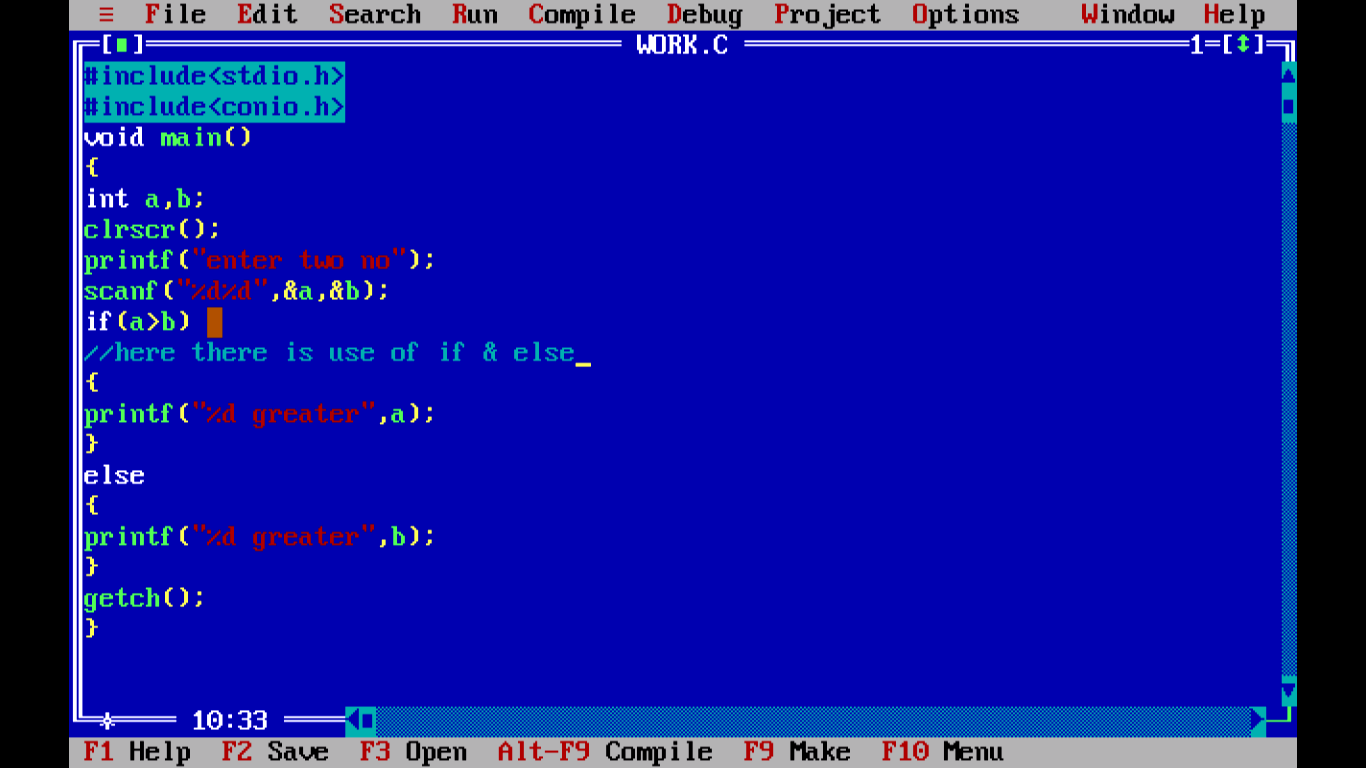 ≡ File Edit Search Run Compile Debug Project Options Window Help
[■] WORK.C 1=[↕]
#include<stdio.h>
#include<conio.h>
void main()
{
int a,b;
clrscr();
printf("enter two no");
scanf("%d%d",&a,&b);
if(a>b)
//here there is use of if & else_
{
printf("%d greater",a);
}
else
{
printf("%d greater",b);
}
getch();
}
10:33
F1 Help F2 Save F3 Open Alt-F9 Compile F9 Make F10 Menu